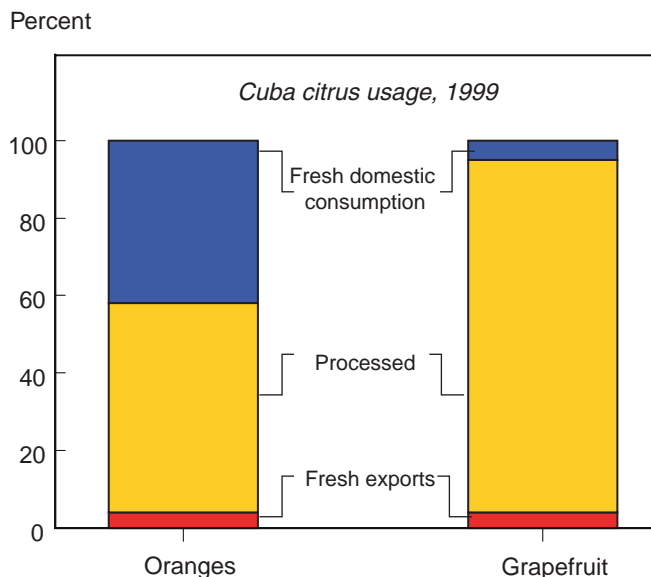 Percent
Cuba citrus usage, 1999
100
80
60
40
20
0
Fresh domestic
consumption
Processed
Fresh exports
Oranges
Grapefruit